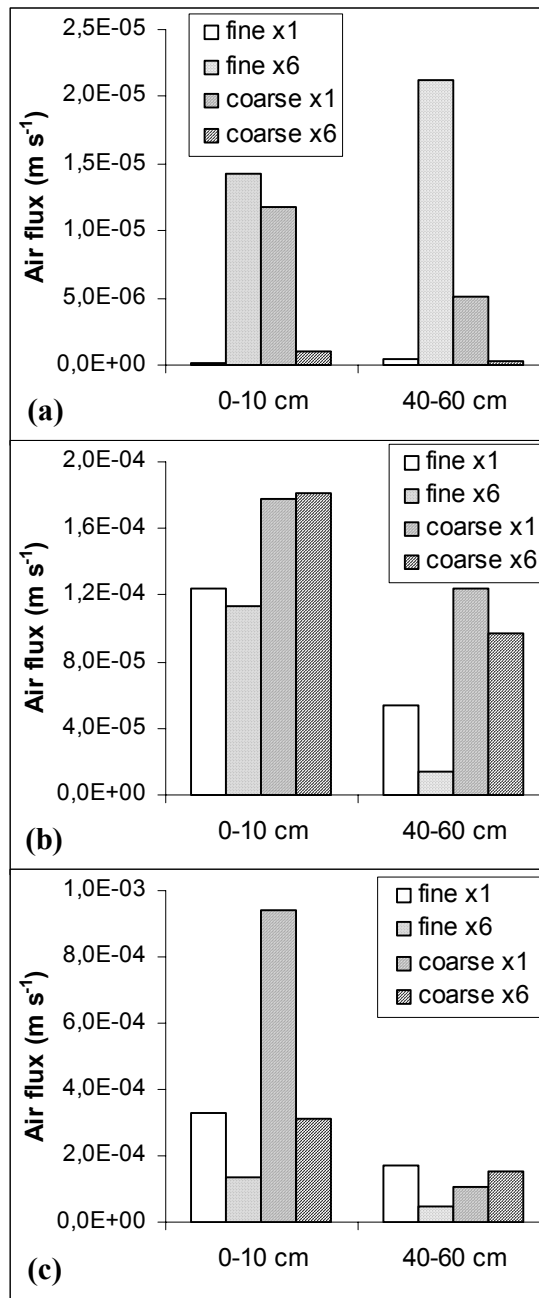 2,5E-05
2,0E-05
1,5E-05
1,0E-05
5,0E-06
0,0E+00
Air flux (m s-1)
fine x1
fine x6
coarse x1
coarse x6
0-10 cm
40-60 cm
(a)
2,0E-04
1,6E-04
1,2E-04
8,0E-05
4,0E-05
0,0E+00
Air flux (m s-1)
fine x1
fine x6
coarse x1
coarse x6
0-10 cm
40-60 cm
(b)
1,0E-03
8,0E-04
6,0E-04
4,0E-04
2,0E-04
0,0E+00
Air flux (m s-1)
fine x1
fine x6
coarse x1
coarse x6
0-10 cm
40-60 cm
(c)